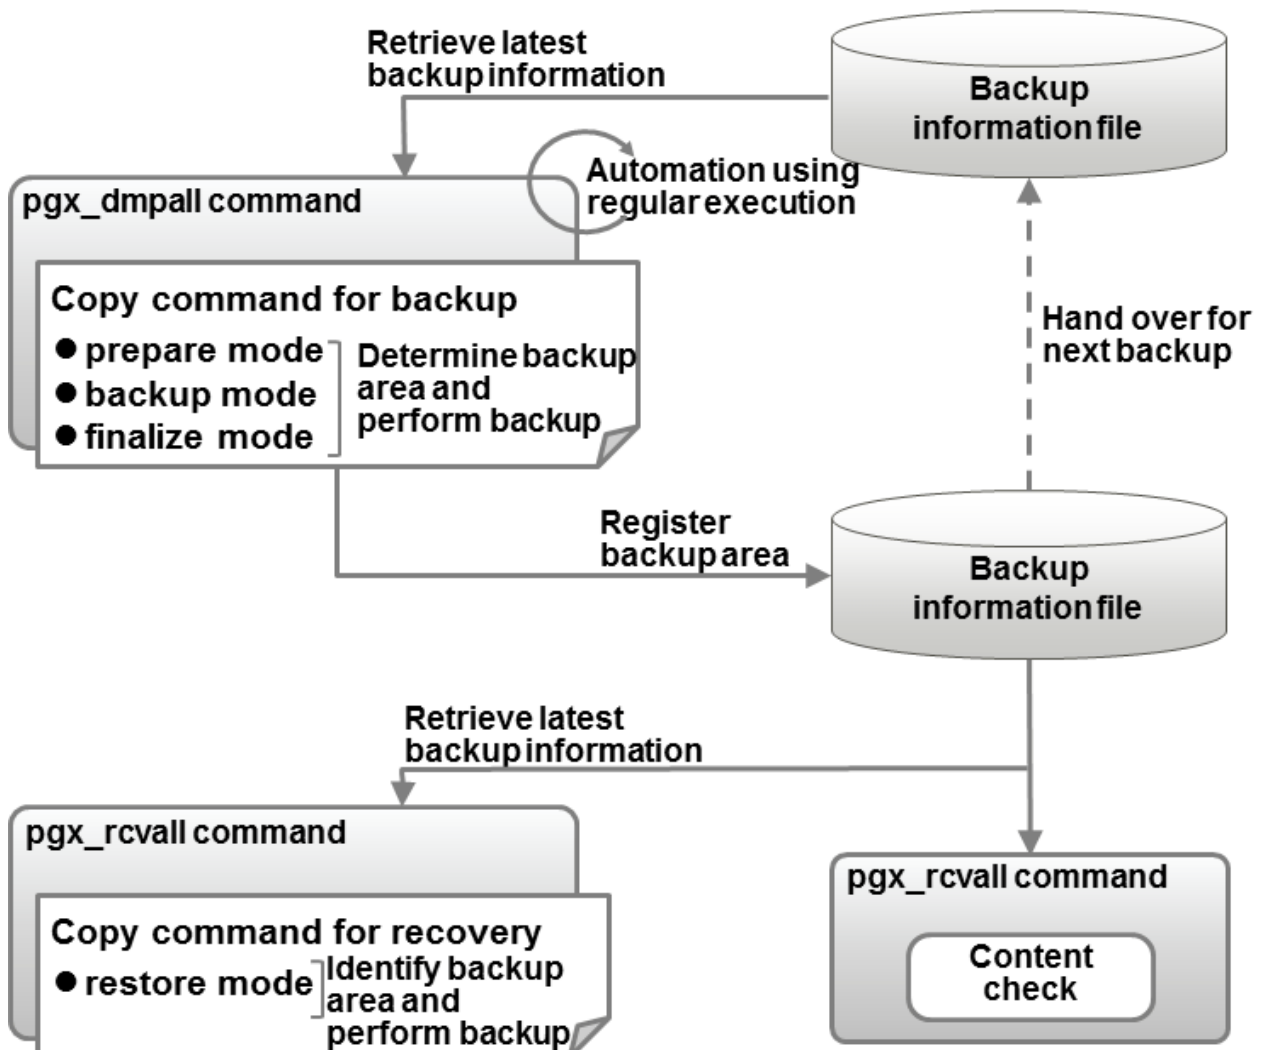 Retrieve latest
backup information
Backup
information file
Automation using
regular execution
pgx_dmpall command
Copy command for backup
● prepare mode
● backup mode
● finalize mode
Determine backup
area and
perform backup
Hand over for
next backup
Register
backup area
Backup
information file
Retrieve latest
backup information
pgx_rcvall command
Copy command for recovery
● restore mode
Identify backup
area and
perform backup
pgx_rcvall command
Content
check